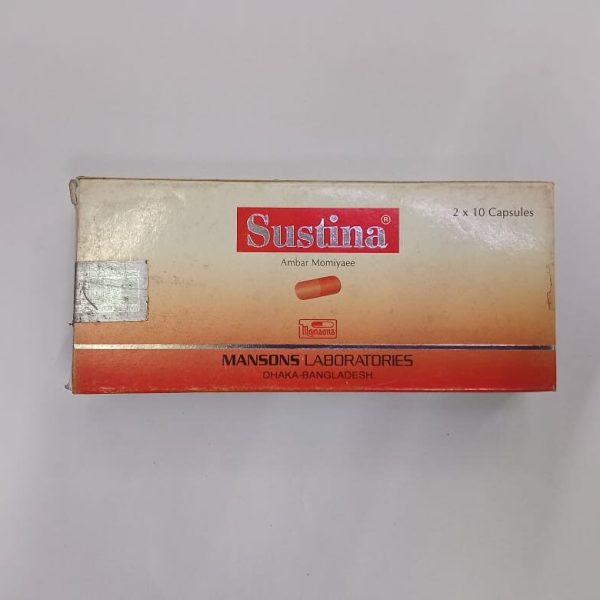 Sustina®
2 x 10 Capsules
Ambar Momiyaee
Mansons
MANSONS LABORATORIES
DHAKA-BANGLADESH